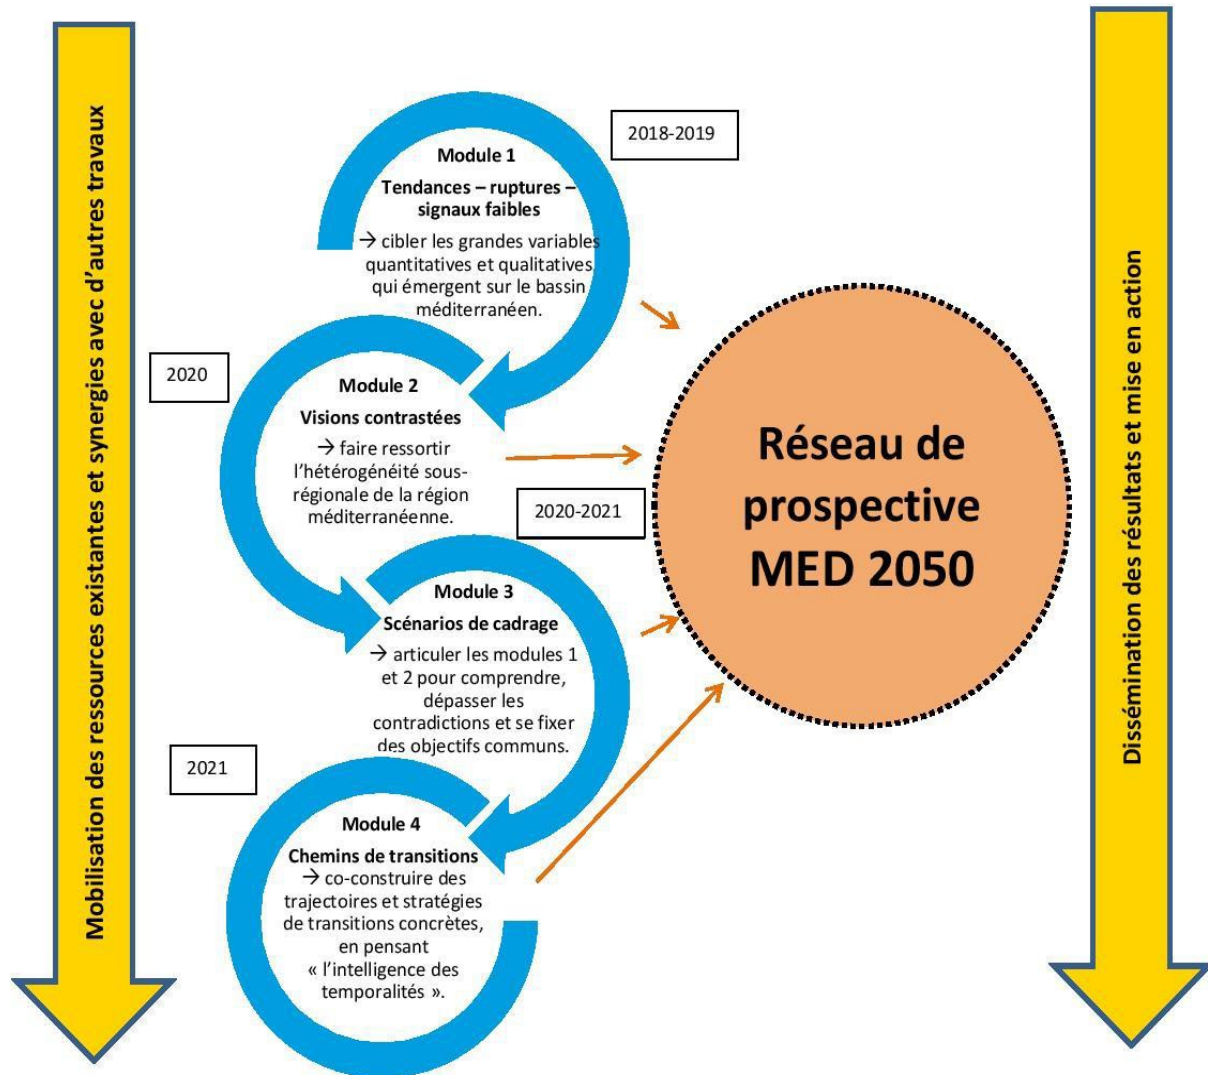 Mobilisation des ressources existantes et synergies avec d'autres travaux
2018-2019
Module 1
Tendances – ruptures –
signaux faibles
→ cibler les grandes variables
quantitatives et qualitatives
qui émergent sur le bassin
méditerranéen.
2020
Module 2
Visions contrastées
→ faire ressortir
l'hétérogénéité sous-
régionale de la région
méditerranéenne.
2020-2021
Module 3
Scénarios de cadrage
→ articuler les modules 1
et 2 pour comprendre,
dépasser les
contradictions et se fixer
des objectifs communs.
2021
Module 4
Chemins de transitions
→ co-construire des
trajectoires et stratégies
de transitions concrètes,
en pensant
« l'intelligence des
temporalités ».
Réseau de
prospective
MED 2050
Dissémination des résultats et mise en action